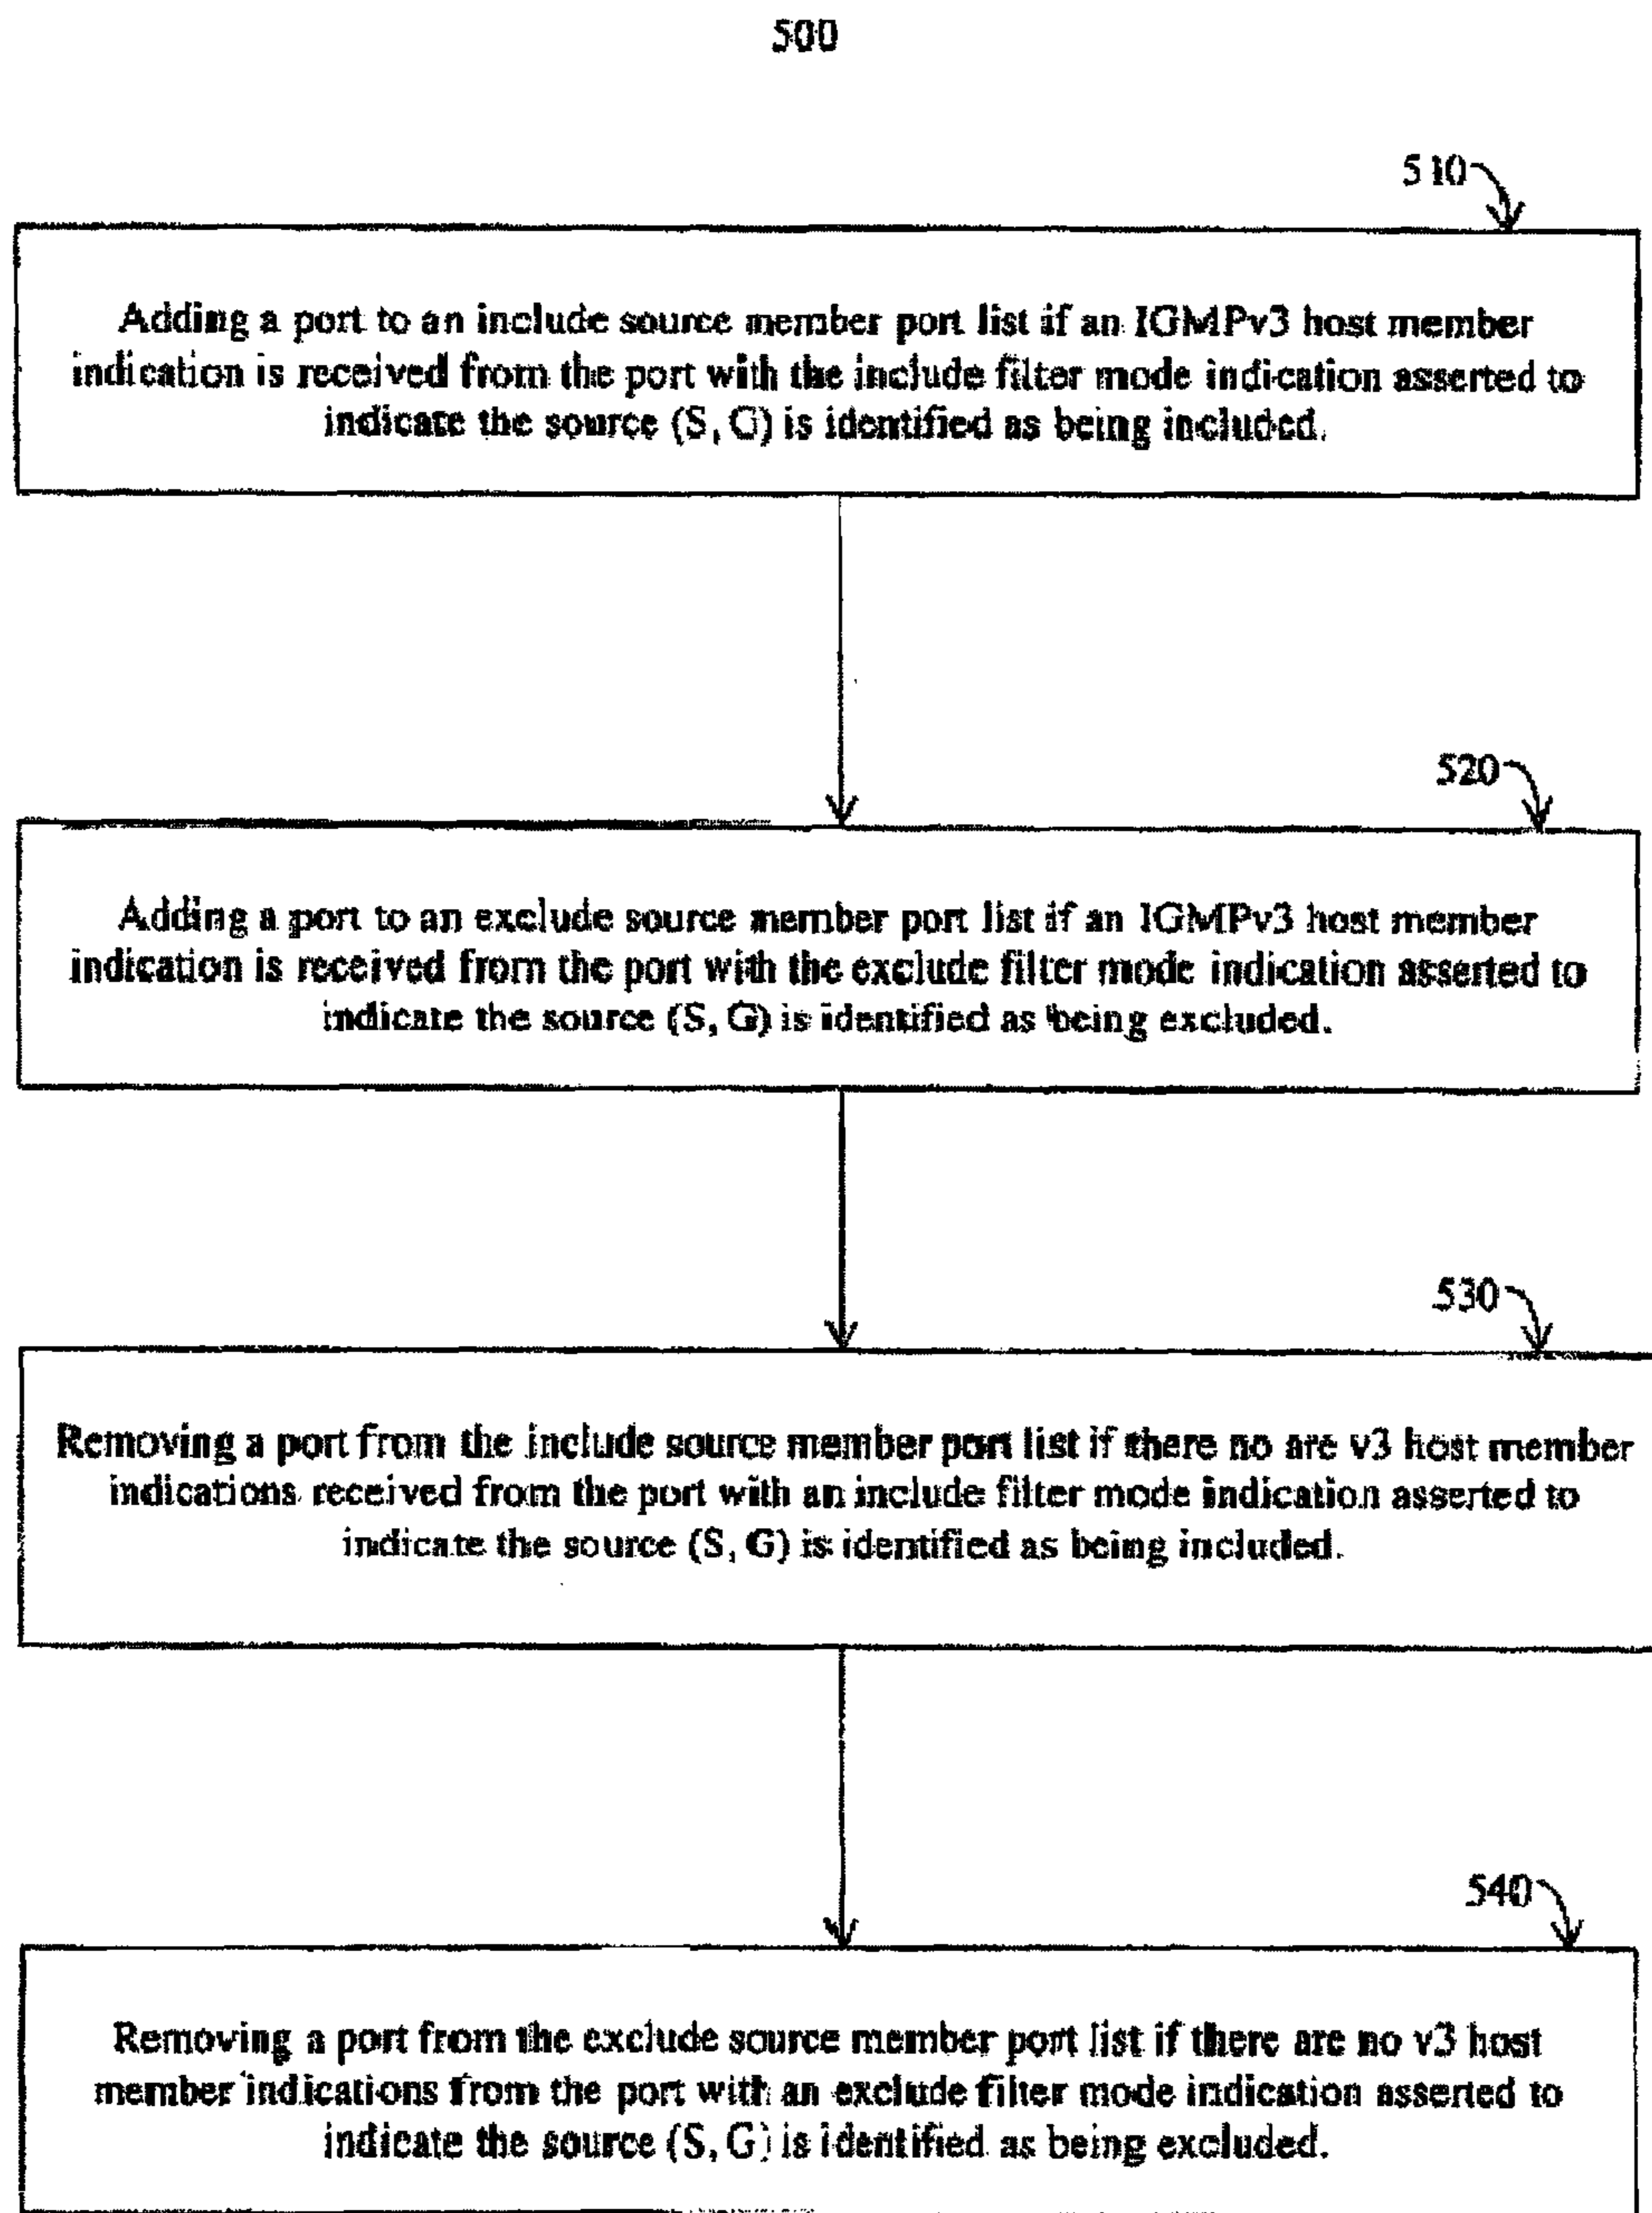 500
510
Adding a port to an include source member port list if an IGMPv3 host member
indication is received from the port with the include filter mode indication asserted to
indicate the source (S, G) is identified as being included.
520
Adding a port to an exclude source member port list if an IGMPv3 host member
indication is received from the port with the exclude filter mode indication asserted to
indicate the source (S, G) is identified as being excluded.
530
Removing a port from the include source member port list if there no are v3 host member
indications received from the port with an include filter mode indication asserted to
indicate the source (S, G) is identified as being included.
540
Removing a port from the exclude source member port list if there are no v3 host
member indications from the port with an exclude filter mode indication asserted to
indicate the source (S, G) is identified as being excluded.